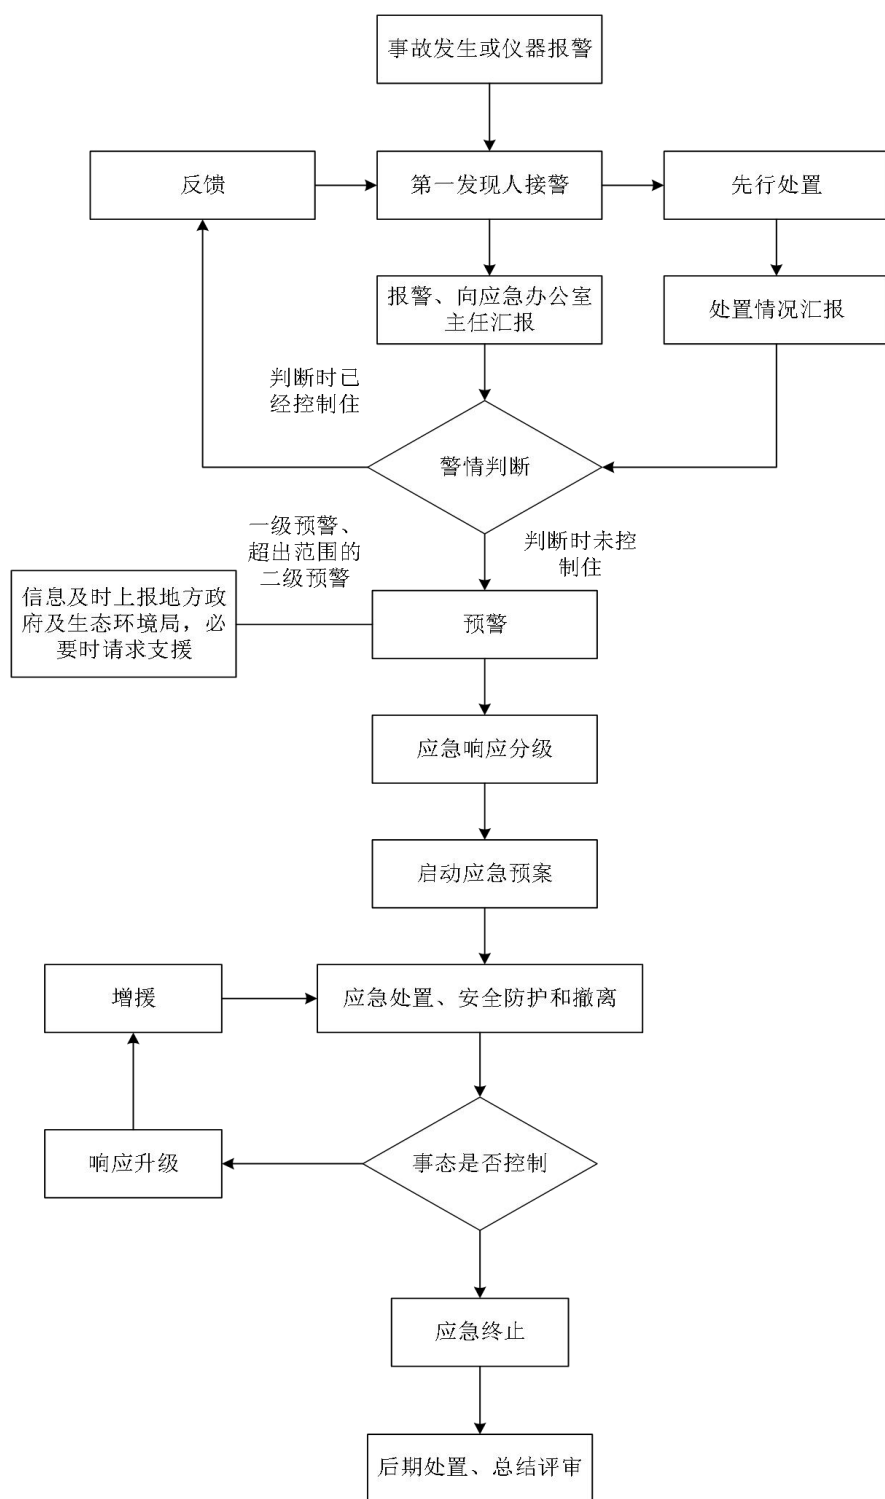 事故发生或仪器报警
反馈
第一发现人接警
先行处置
报警、向应急办公室
主任汇报
处置情况汇报
判断时已
经控制住
警情判断
一级预警、
超出范围的
二级预警
判断时未控
制住
信息及时上报地方政
府及生态环境局，必
要时请求支援
预警
应急响应分级
启动应急预案
增援
应急处置、安全防护和撤离
响应升级
事态是否控制
应急终止
后期处置、总结评审